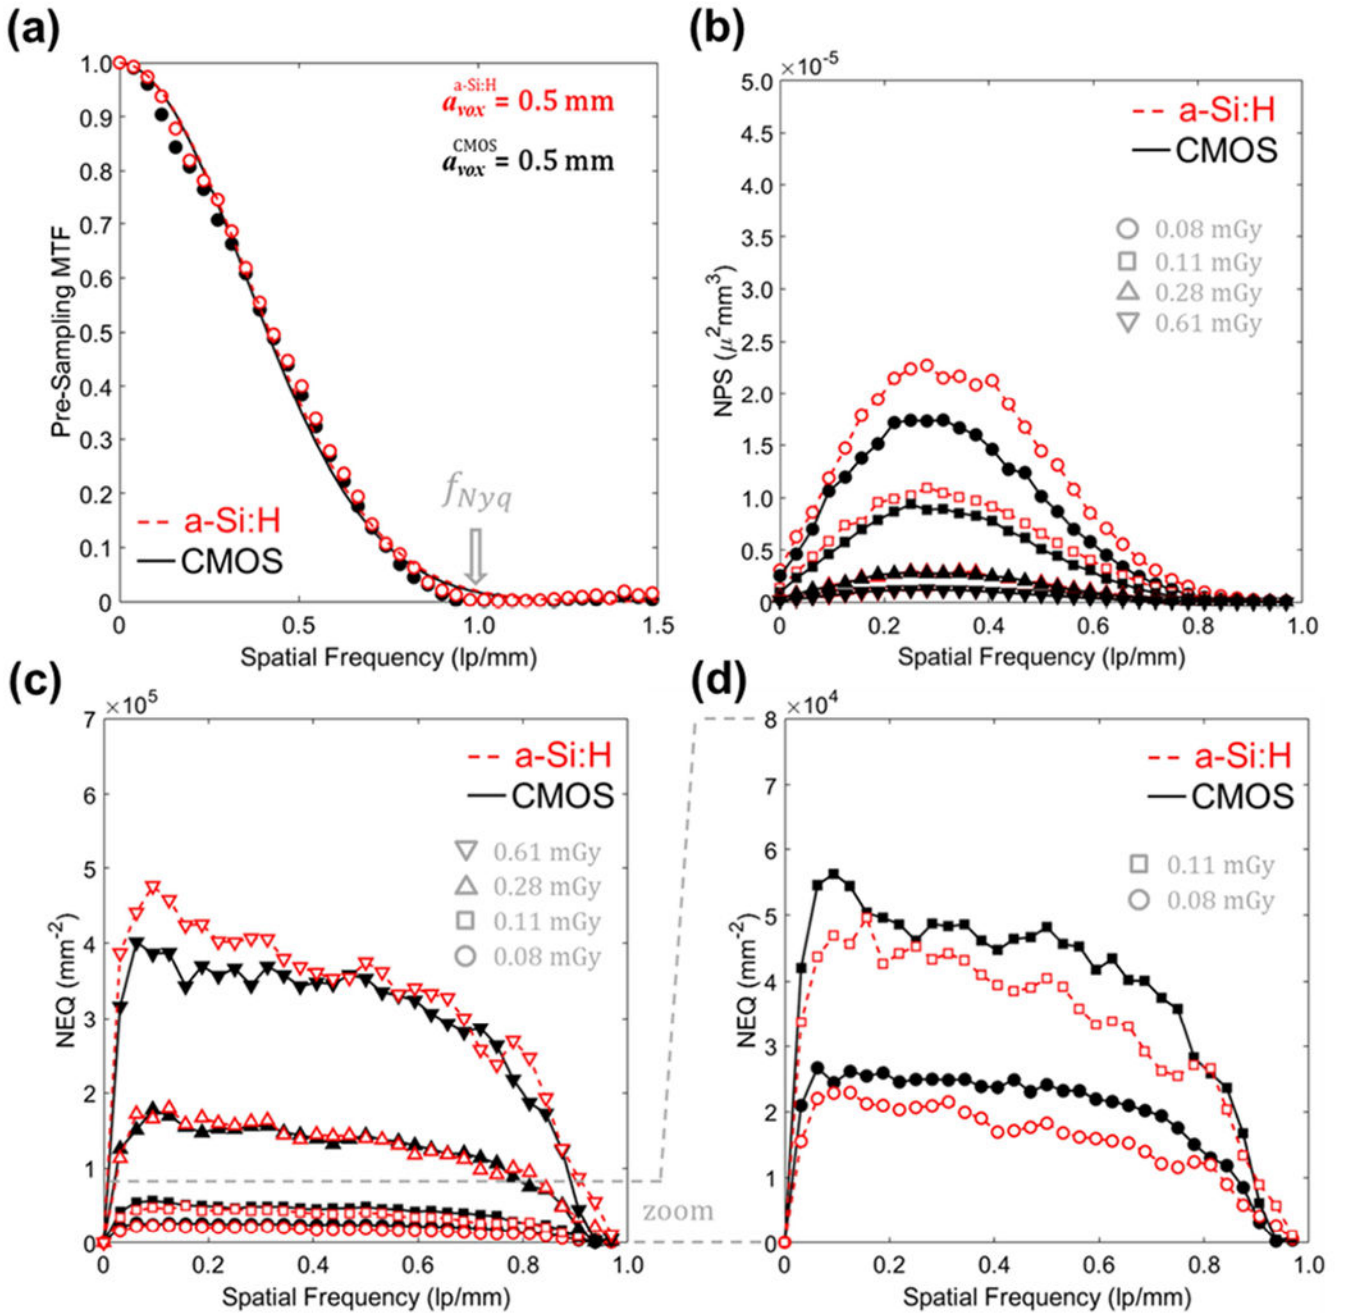 (a)
1.0
0.9
0.8
0.7
0.6
0.5
0.4
0.3
0.2
0.1
0
Pre-Sampling MTF
a-Si:H
a_vox = 0.5 mm
CMOS
a_vox = 0.5 mm
f_Nyq
a-Si:H
CMOS
0 0.5 1.0 1.5
Spatial Frequency (lp/mm)
(b)
×10⁻⁵
5.0
4.5
4.0
3.5
3.0
2.5
2.0
1.5
1.0
0.5
0
NPS (μ²mm³)
a-Si:H
CMOS
0.08 mGy
0.11 mGy
0.28 mGy
0.61 mGy
0 0.2 0.4 0.6 0.8 1.0
Spatial Frequency (lp/mm)
(c)
×10⁵
7
6
5
4
3
2
1
0
NEQ (mm⁻²)
a-Si:H
CMOS
0.61 mGy
0.28 mGy
0.11 mGy
0.08 mGy
zoom
0 0.2 0.4 0.6 0.8 1.0
Spatial Frequency (lp/mm)
(d)
×10⁴
8
7
6
5
4
3
2
1
0
NEQ (mm⁻²)
a-Si:H
CMOS
0.11 mGy
0.08 mGy
0 0.2 0.4 0.6 0.8 1.0
Spatial Frequency (lp/mm)